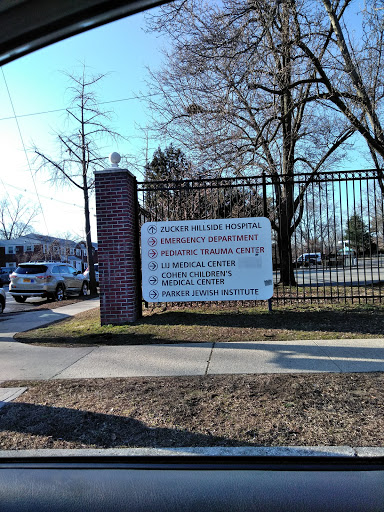 ZUCKER HILLSIDE HOSPITAL
EMERGENCY DEPARTMENT
PEDIATRIC TRAUMA CENTER
LIJ MEDICAL CENTER
COHEN CHILDREN'S
MEDICAL CENTER
PARKER JEWISH INSTITUTE